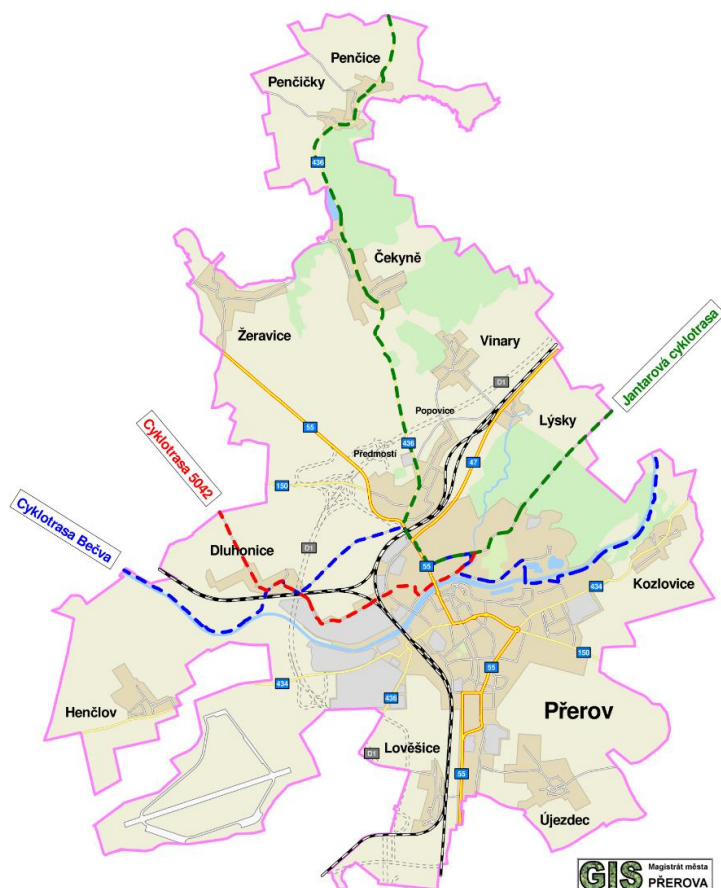 Penčice
Penčičky
436
Čekyně
Žeravice
Vinary
D1
Jantarová cyklotrasa
Popovice
Lýsky
55
436
Předmostí
47
Cyklotrasa 5042
150
Cyklotrasa Bečva
Dluhonice
D1
55
Kozlovice
434
150
55
434
436
Henčlov
Přerov
Lověšice
D1
55
Újezdec
GIS Magistrát města
PŘEROVA